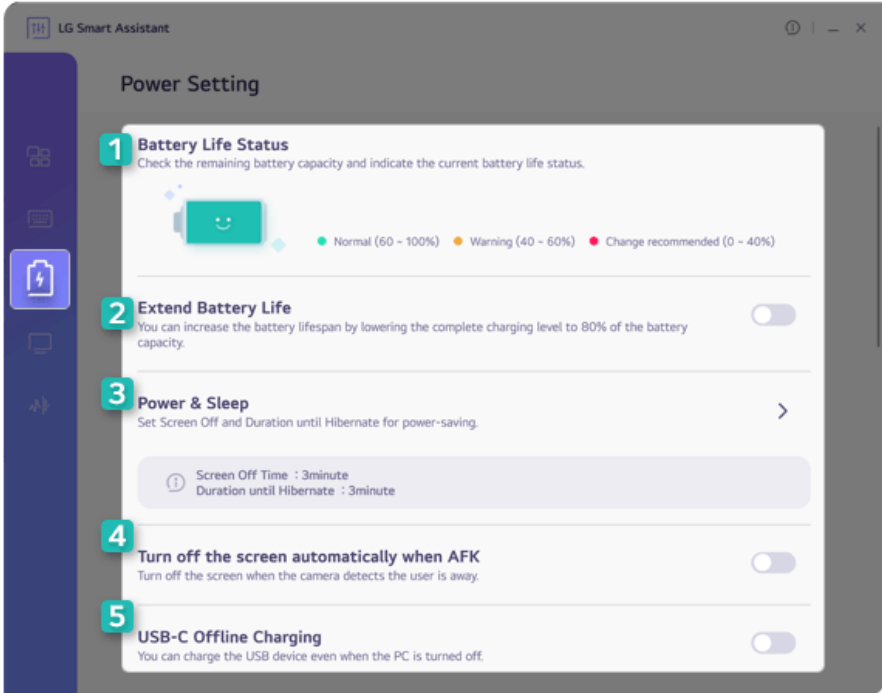 LG Smart Assistant
Power Setting
1
Battery Life Status
Check the remaining battery capacity and indicate the current battery life status.
Normal (60 ~ 100%) Warning (40 ~ 60%) Change recommended (0 ~ 40%)
2
Extend Battery Life
You can increase the battery lifespan by lowering the complete charging level to 80% of the battery
capacity.
3
Power & Sleep
Set Screen Off and Duration until Hibernate for power-saving.
Screen Off Time : 3minute
Duration until Hibernate : 3minute
4
Turn off the screen automatically when AFK
Turn off the screen when the camera detects the user is away.
5
USB-C Offline Charging
You can charge the USB device even when the PC is turned off.